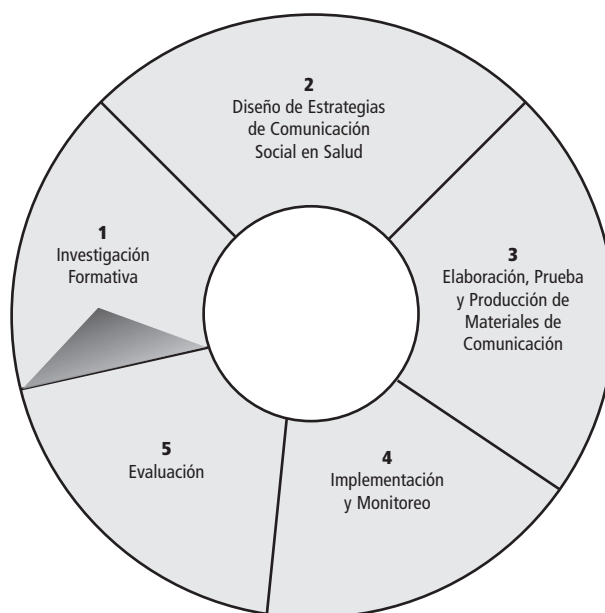 1
Investigación
Formativa
2
Diseño de Estrategias
de Comunicación
Social en Salud
3
Elaboración, Prueba
y Producción de
Materiales de
Comunicación
4
Implementación
y Monitoreo
5
Evaluación